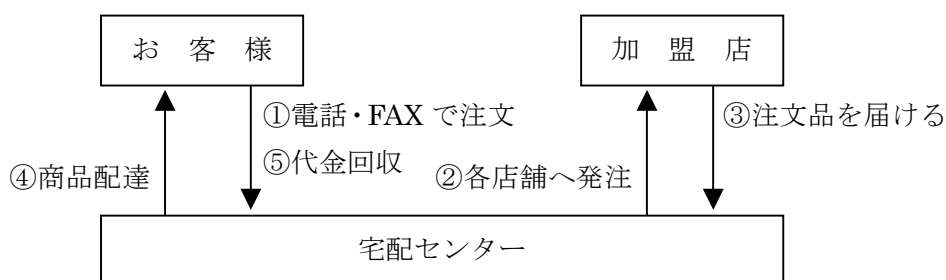 お 客 様
加 盟 店
①電話・FAX で注文
③注文品を届ける
⑤代金回収
④商品配達
②各店舗へ発注
宅配センター